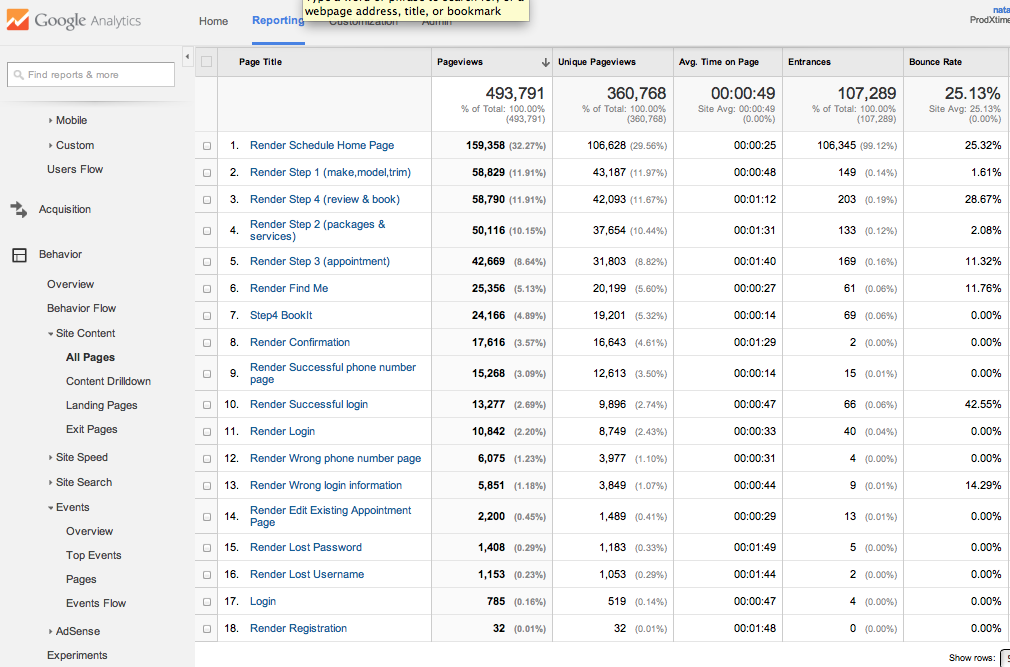 Google Analytics
Home
Reporting
Customization
Admin
Type a word or phrase to search for, or a
webpage address, title, or bookmark
nata
ProdXtime
Find reports & more
Mobile
Custom
Users Flow
Acquisition
Behavior
Overview
Behavior Flow
Site Content
All Pages
Content Drilldown
Landing Pages
Exit Pages
Site Speed
Site Search
Events
Overview
Top Events
Pages
Events Flow
AdSense
Experiments
Page Title Pageviews Unique Pageviews Avg. Time on Page Entrances Bounce Rate
493,791 360,768 00:00:49 107,289 25.13%
% of Total: 100.00% % of Total: 100.00% Site Avg: 00:00:49 % of Total: 100.00% Site Avg: 25.13%
(493,791) (360,768) (0.00%) (107,289) (0.00%)
1. Render Schedule Home Page 159,358 (32.27%) 106,628 (29.56%) 00:00:25 106,345 (99.12%) 25.32%
2. Render Step 1 (make,model,trim) 58,829 (11.91%) 43,187 (11.97%) 00:00:48 149 (0.14%) 1.61%
3. Render Step 4 (review & book) 58,790 (11.91%) 42,093 (11.67%) 00:01:12 203 (0.19%) 28.67%
4. Render Step 2 (packages &
services) 50,116 (10.15%) 37,654 (10.44%) 00:01:31 133 (0.12%) 2.08%
5. Render Step 3 (appointment) 42,669 (8.64%) 31,803 (8.82%) 00:01:40 169 (0.16%) 11.32%
6. Render Find Me 25,356 (5.13%) 20,199 (5.60%) 00:00:27 61 (0.06%) 11.76%
7. Step4 BookIt 24,166 (4.89%) 19,201 (5.32%) 00:00:14 69 (0.06%) 0.00%
8. Render Confirmation 17,616 (3.57%) 16,643 (4.61%) 00:01:29 2 (0.00%) 0.00%
9. Render Successful phone number
page 15,268 (3.09%) 12,613 (3.50%) 00:00:14 15 (0.01%) 0.00%
10. Render Successful login 13,277 (2.69%) 9,896 (2.74%) 00:00:47 66 (0.06%) 42.55%
11. Render Login 10,842 (2.20%) 8,749 (2.43%) 00:00:33 40 (0.04%) 0.00%
12. Render Wrong phone number page 6,075 (1.23%) 3,977 (1.10%) 00:00:31 4 (0.00%) 0.00%
13. Render Wrong login information 5,851 (1.18%) 3,849 (1.07%) 00:00:44 9 (0.01%) 14.29%
14. Render Edit Existing Appointment
Page 2,200 (0.45%) 1,489 (0.41%) 00:00:29 13 (0.01%) 0.00%
15. Render Lost Password 1,408 (0.29%) 1,183 (0.33%) 00:01:49 5 (0.00%) 0.00%
16. Render Lost Username 1,153 (0.23%) 1,053 (0.29%) 00:01:44 2 (0.00%) 0.00%
17. Login 785 (0.16%) 519 (0.14%) 00:00:47 4 (0.00%) 0.00%
18. Render Registration 32 (0.01%) 32 (0.01%) 00:01:48 0 (0.00%) 0.00%
Show rows: